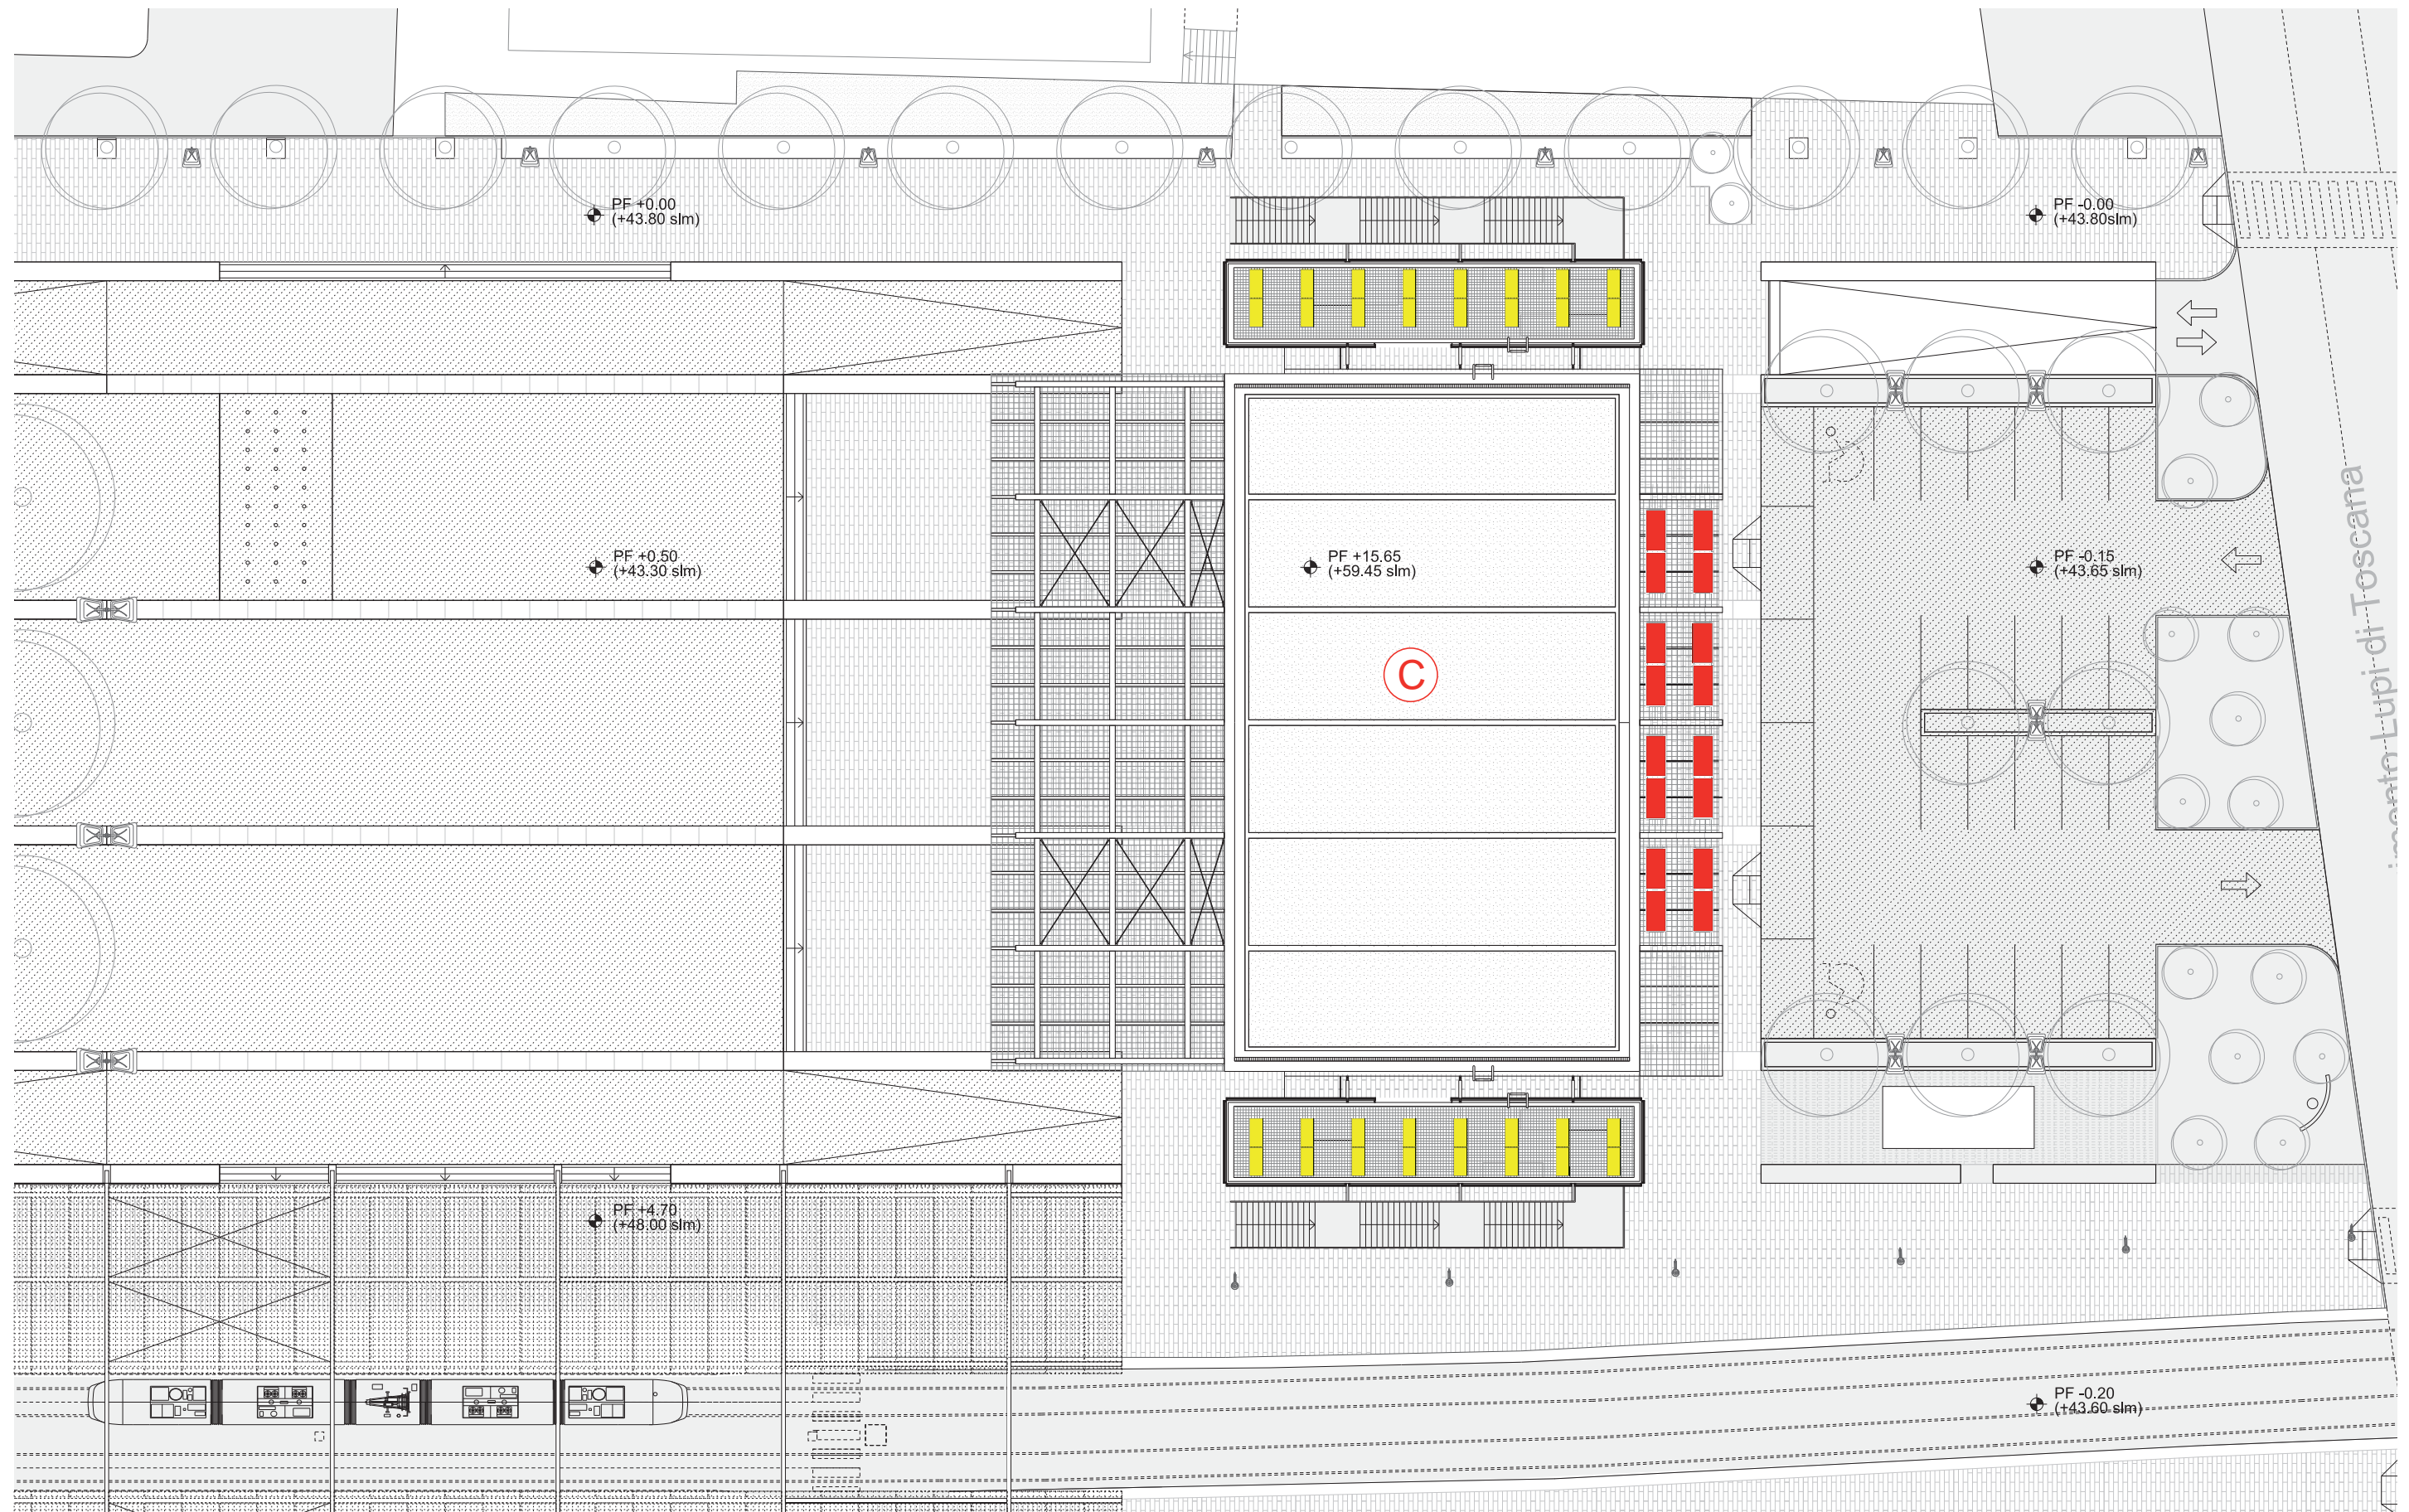 PF +0.00
(+43.80 slm)
PF -0.00
(+43.80slm)
PF +0.50
(+43.30 slm)
PF +15.65
(+59.45 slm)
PF -0.15
(+43.65 slm)
C
Lupi di Toscana
PF +4.70
(+48.00 slm)
PF -0.20
(+43.60 slm)